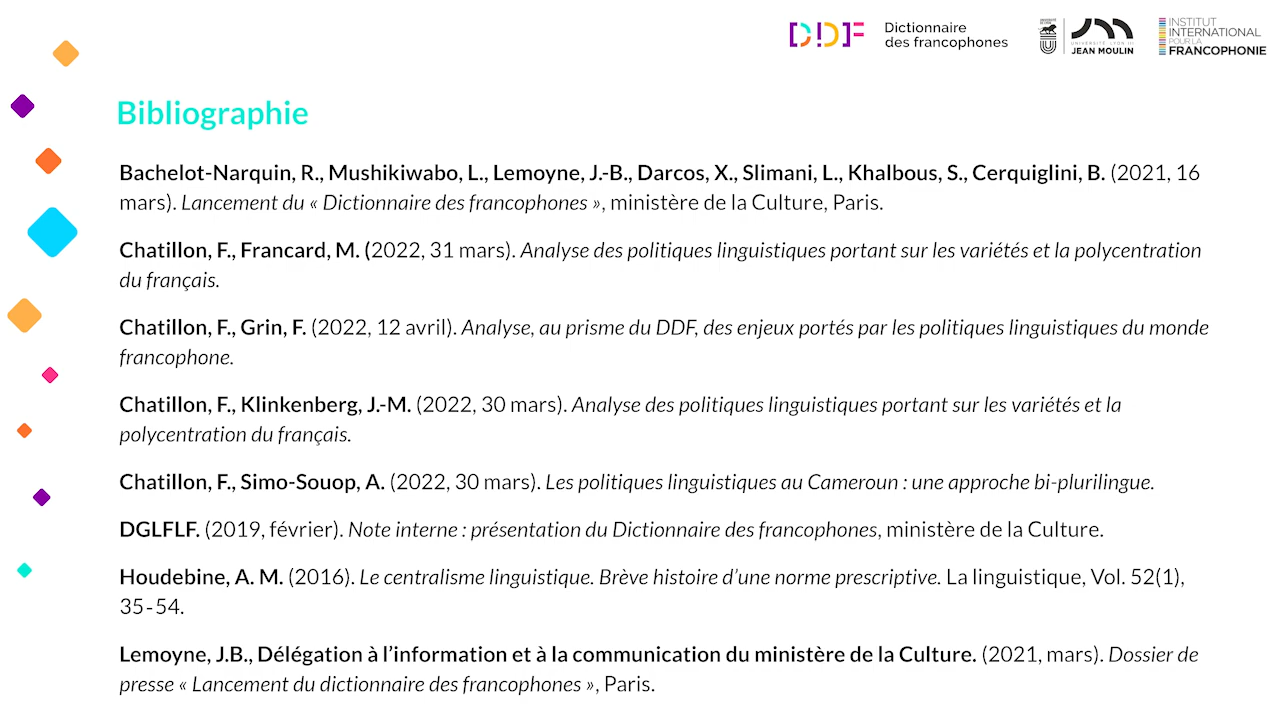 DDF Dictionnaire
des francophones
UNIVERSITÉ JEAN MOULIN
UNIVERSITÉ LYON III
JEAN MOULIN
INSTITUT
INTERNATIONAL
POUR LA
FRANCOPHONIE
Bibliographie
Bachelot-Narquin, R., Mushikiwabo, L., Lemoyne, J.-B., Darcos, X., Slimani, L., Khalbous, S., Cerquiglini, B. (2021, 16
mars). Lancement du « Dictionnaire des francophones », ministère de la Culture, Paris.
Chatillon, F., Francard, M. (2022, 31 mars). Analyse des politiques linguistiques portant sur les variétés et la polycentration
du français.
Chatillon, F., Grin, F. (2022, 12 avril). Analyse, au prisme du DDF, des enjeux portés par les politiques linguistiques du monde
francophone.
Chatillon, F., Klinkenberg, J.-M. (2022, 30 mars). Analyse des politiques linguistiques portant sur les variétés et la
polycentration du français.
Chatillon, F., Simo-Souop, A. (2022, 30 mars). Les politiques linguistiques au Cameroun : une approche bi-plurilingue.
DGLFLF. (2019, février). Note interne : présentation du Dictionnaire des francophones, ministère de la Culture.
Houdebine, A. M. (2016). Le centralisme linguistique. Brève histoire d’une norme prescriptive. La linguistique, Vol. 52(1),
35-54.
Lemoyne, J.B., Délégation à l’information et à la communication du ministère de la Culture. (2021, mars). Dossier de
presse « Lancement du dictionnaire des francophones », Paris.